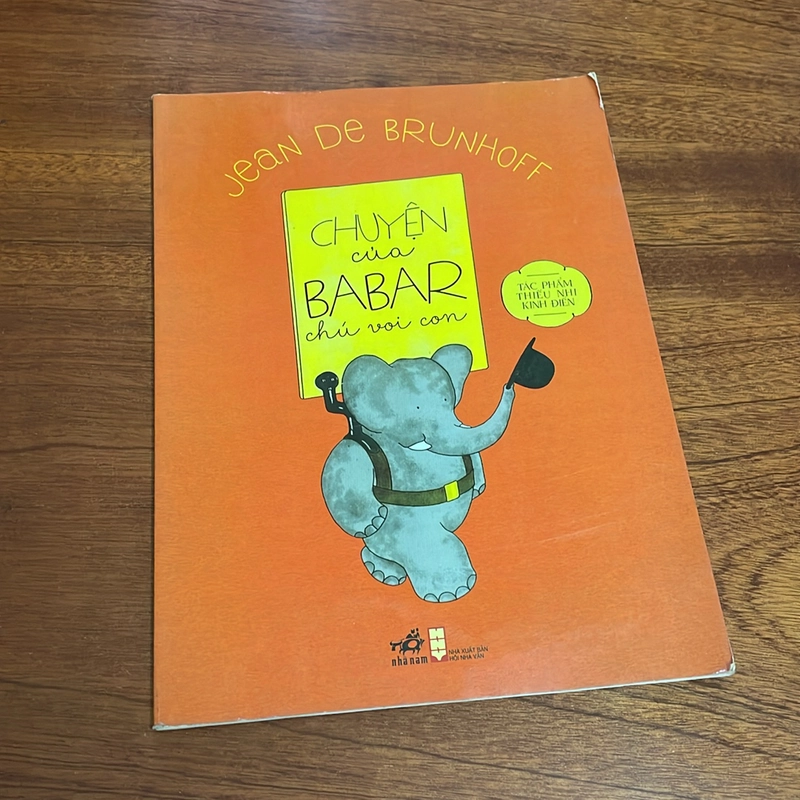 Jean De BRUNHOFF
CHUYỆN
của
BABAR
chú voi con
TÁC PHẨM
THIẾU NHI
KINH ĐIỂN
nhã nam
NHÀ XUẤT BẢN
HỘI NHÀ VĂN